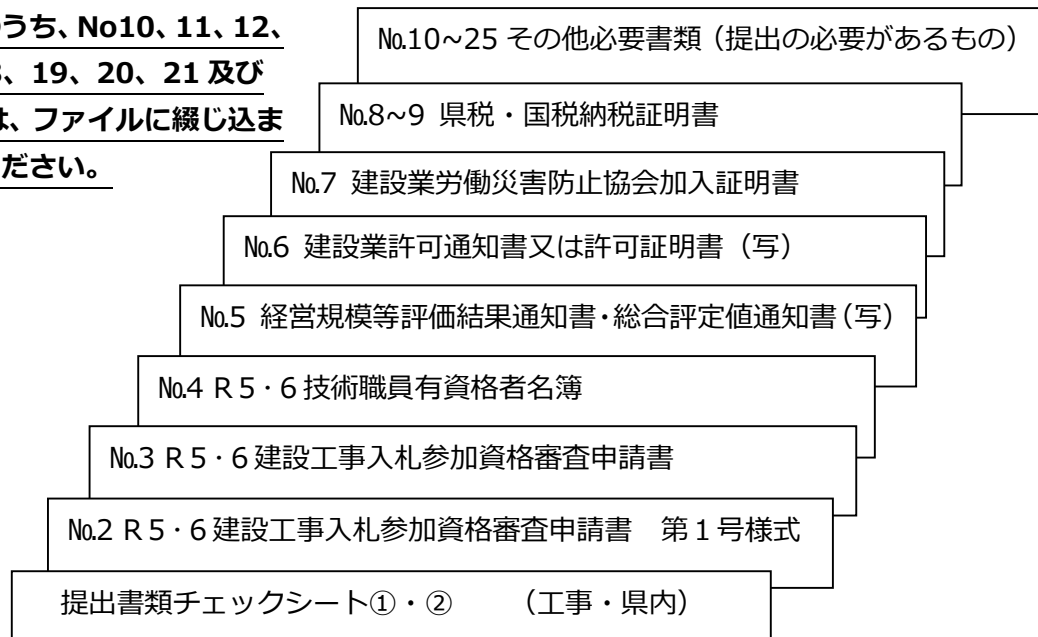 うち、No10、11、12、
、19、20、21 及び
、ファイルに綴じ込ま
ださい。
№10~25 その他必要書類（提出の必要があるもの）
№8~9 県税・国税納税証明書
№7 建設業労働災害防止協会加入証明書
№6 建設業許可通知書又は許可証明書（写）
№5 経営規模等評価結果通知書・総合評定値通知書（写）
№4 R５・６技術職員有資格者名簿
№3 R５・６建設工事入札参加資格審査申請書
№2 R５・６建設工事入札参加資格審査申請書　第１号様式
提出書類チェックシート①・②　　（工事・県内）